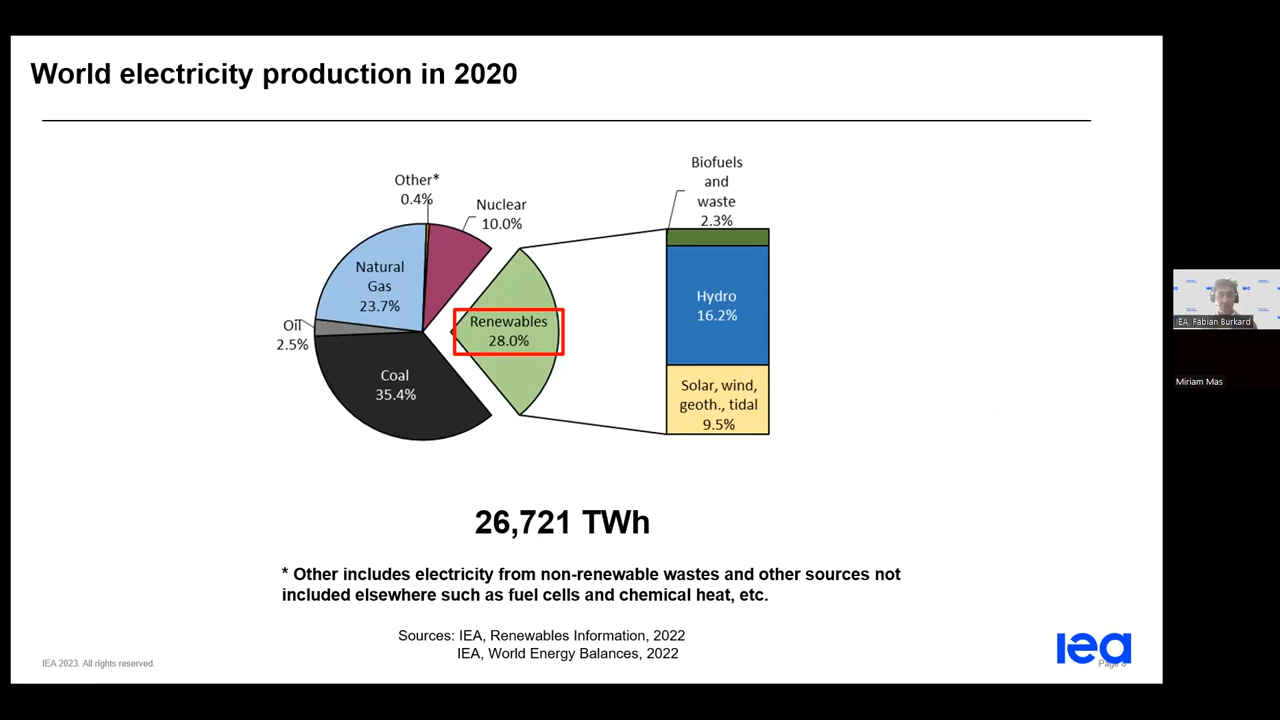 World electricity production in 2020
Other*
0.4%
Nuclear
10.0%
Natural
Gas
23.7%
Oil
2.5%
Coal
35.4%
Renewables
28.0%
Biofuels
and
waste
2.3%
Hydro
16.2%
Solar, wind,
geoth., tidal
9.5%
26,721 TWh
* Other includes electricity from non-renewable wastes and other sources not
included elsewhere such as fuel cells and chemical heat, etc.
Sources: IEA, Renewables Information, 2022
IEA, World Energy Balances, 2022
IEA 2023. All rights reserved.
iea
Page
IEA, Fabian Burkard
Miriam Mas